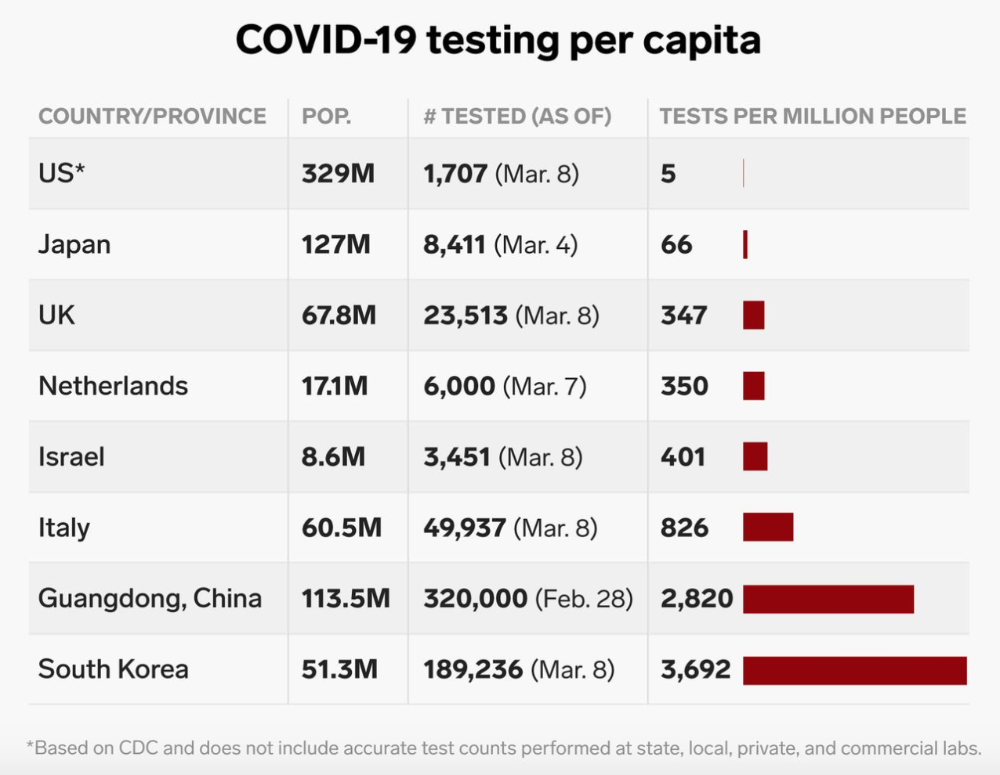 COVID-19 testing per capita
COUNTRY/PROVINCE POP. # TESTED (AS OF) TESTS PER MILLION PEOPLE
US* 329M 1,707 (Mar. 8) 5
Japan 127M 8,411 (Mar. 4) 66
UK 67.8M 23,513 (Mar. 8) 347
Netherlands 17.1M 6,000 (Mar. 7) 350
Israel 8.6M 3,451 (Mar. 8) 401
Italy 60.5M 49,937 (Mar. 8) 826
Guangdong, China 113.5M 320,000 (Feb. 28) 2,820
South Korea 51.3M 189,236 (Mar. 8) 3,692
*Based on CDC and does not include accurate test counts performed at state, local, private, and commercial labs.